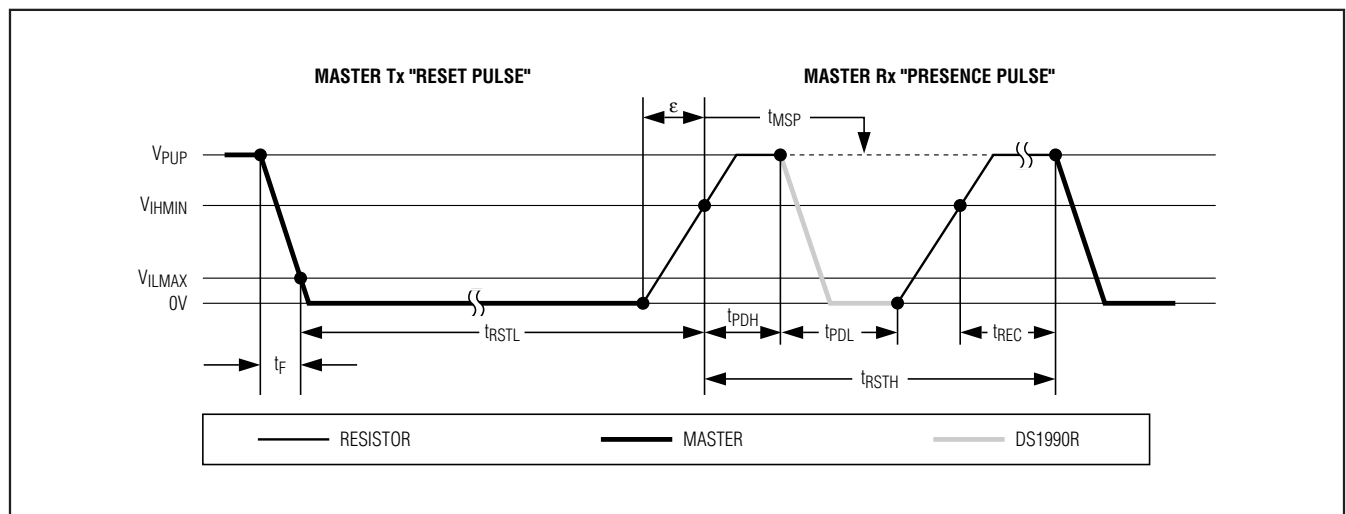 MASTER Tx "RESET PULSE" MASTER Rx "PRESENCE PULSE"
ε tMSP
VPUP
VIHMIN
VILMAX
0V
tRSTL tPDH tPDL tREC
tF tRSTH
RESISTOR MASTER DS1990R